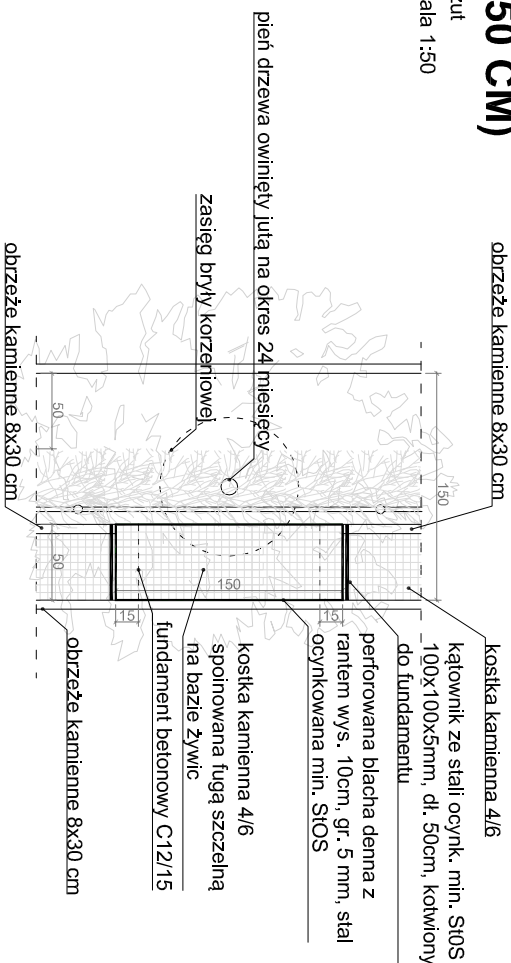 50 CM)
zut
ala 1:50
pień drzewa owinięty jutą na okres 24 miesięcy
zasięg bryły korzeniowej
obrzeże kamienne 8x30 cm
obrzeże kamienne 8x30 cm
50
150
50
150
15
15
kostka kamienna 4/6
kątownik ze stali ocynk. min. St0S
100x100x5mm, dł. 50cm, kotwiony
do fundamentu
perforowana blacha denna z
rantem wys. 10cm, gr. 5 mm, stal
ocynkowana min. StOS
kostka kamienna 4/6
spoinowana fugą szczelną
na bazie żywic
fundament betonowy C12/15
obrzeże kamienne 8x30 cm